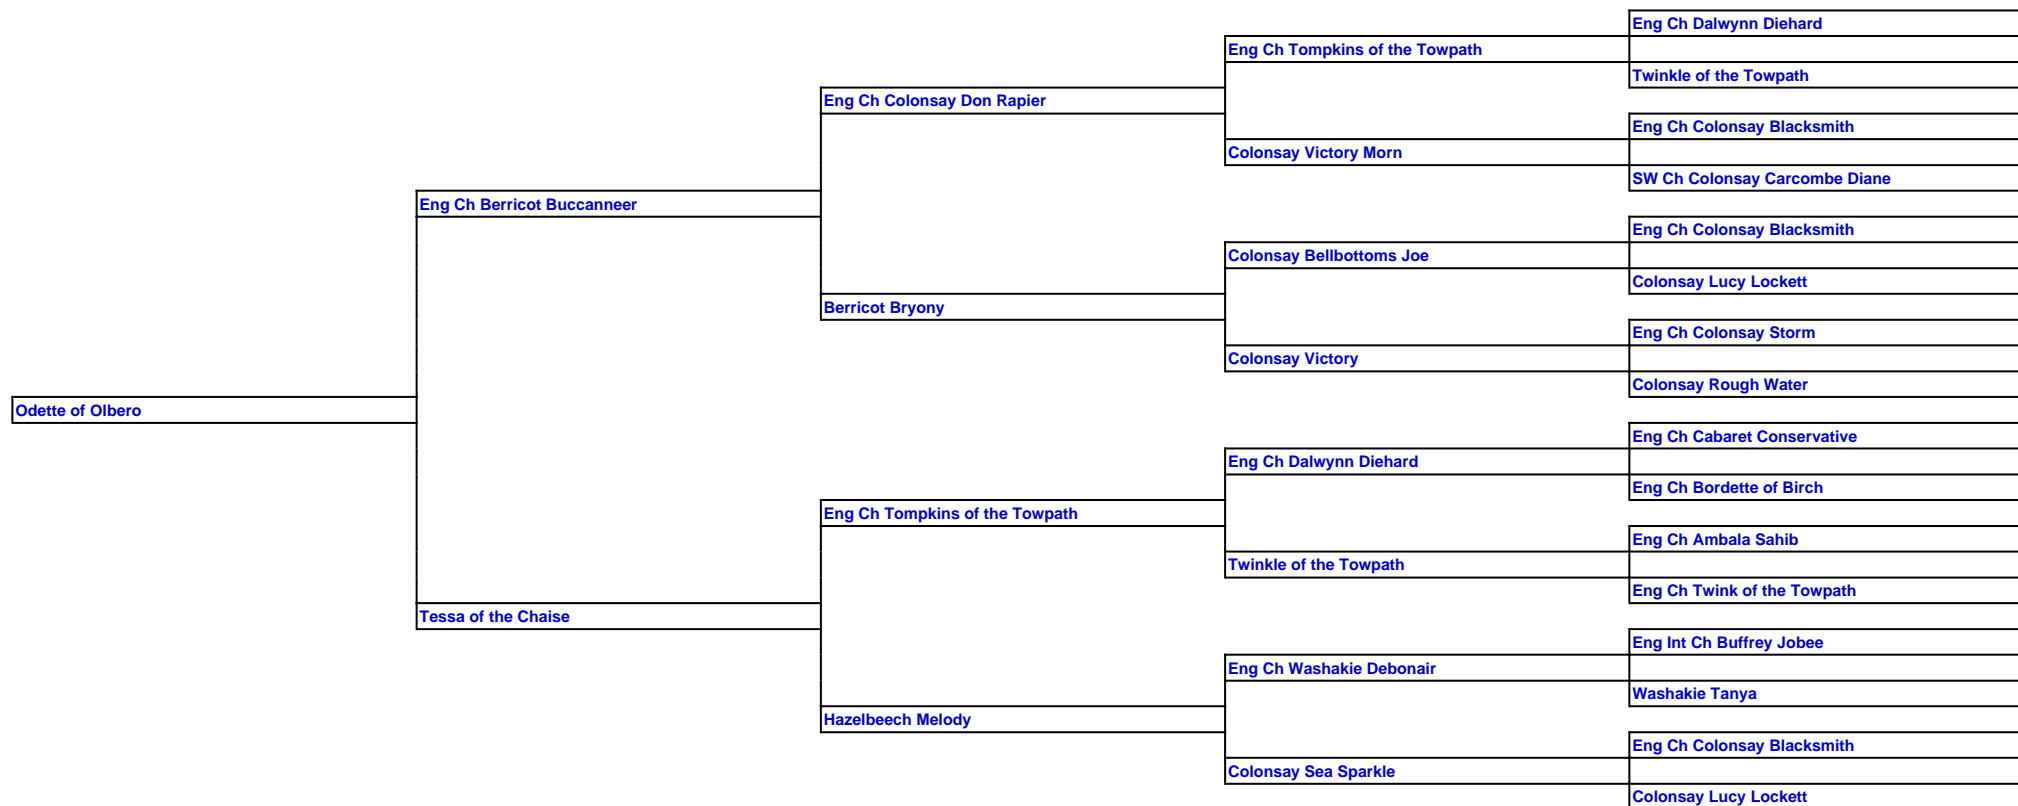 Eng Ch Dalwynn Diehard
Eng Ch Tompkins of the Towpath
Twinkle of the Towpath
Eng Ch Colonsay Don Rapier
Eng Ch Colonsay Blacksmith
Colonsay Victory Morn
SW Ch Colonsay Carcombe Diane
Eng Ch Berricot Buccanneer
Eng Ch Colonsay Blacksmith
Colonsay Bellbottoms Joe
Colonsay Lucy Lockett
Berricot Bryony
Eng Ch Colonsay Storm
Colonsay Victory
Colonsay Rough Water
Odette of Olbero
Eng Ch Cabaret Conservative
Eng Ch Dalwynn Diehard
Eng Ch Bordette of Birch
Eng Ch Tompkins of the Towpath
Eng Ch Ambala Sahib
Twinkle of the Towpath
Eng Ch Twink of the Towpath
Tessa of the Chaise
Eng Int Ch Buffrey Jobee
Eng Ch Washakie Debonair
Washakie Tanya
Hazelbeech Melody
Eng Ch Colonsay Blacksmith
Colonsay Sea Sparkle
Colonsay Lucy Lockett